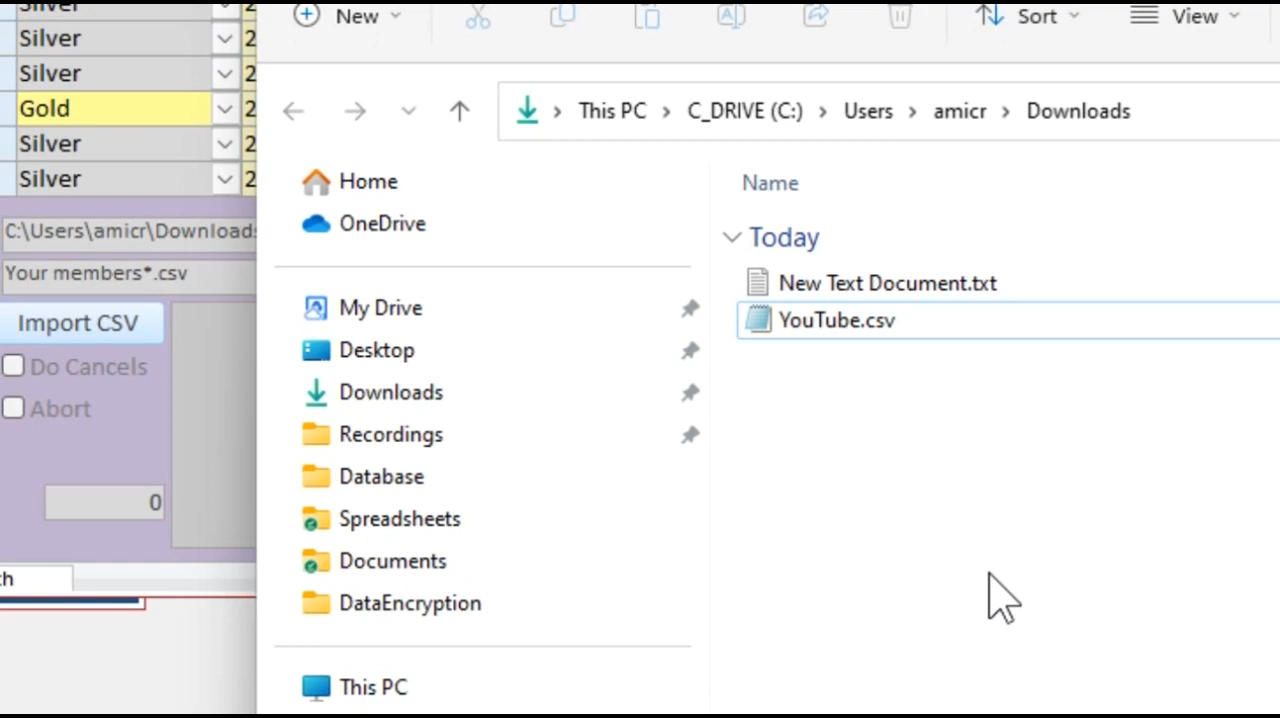 Silver
Silver
Silver
Gold
Silver
Silver
C:\Users\amicr\Downloads
Your members*.csv
Import CSV
Do Cancels
Abort
0
New
Sort
View
This PC > C_DRIVE (C:) > Users > amicr > Downloads
Home
OneDrive
My Drive
Desktop
Downloads
Recordings
Database
Spreadsheets
Documents
DataEncryption
This PC
Name
Today
New Text Document.txt
YouTube.csv